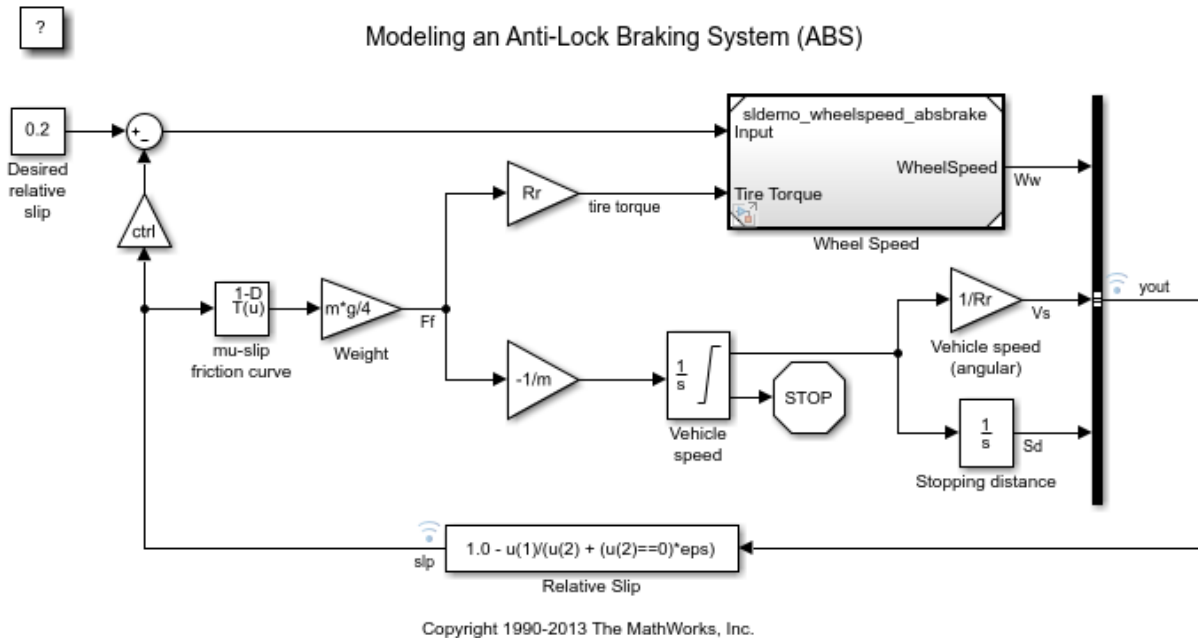 ?
Modeling an Anti-Lock Braking System (ABS)
0.2
+
-
Desired
relative
slip
ctrl
sldemo_wheelspeed_absbrake
Input
WheelSpeed
Tire Torque
Wheel Speed
Ww
Rr
tire torque
1-D
T(u)
mu-slip
friction curve
m*g/4
Weight
Ff
-1/m
1
s
Vehicle
speed
STOP
1/Rr
Vs
Vehicle speed
(angular)
1
s
Sd
Stopping distance
yout
1.0 - u(1)/(u(2) + (u(2)==0)*eps)
slp
Relative Slip
Copyright 1990-2013 The MathWorks, Inc.